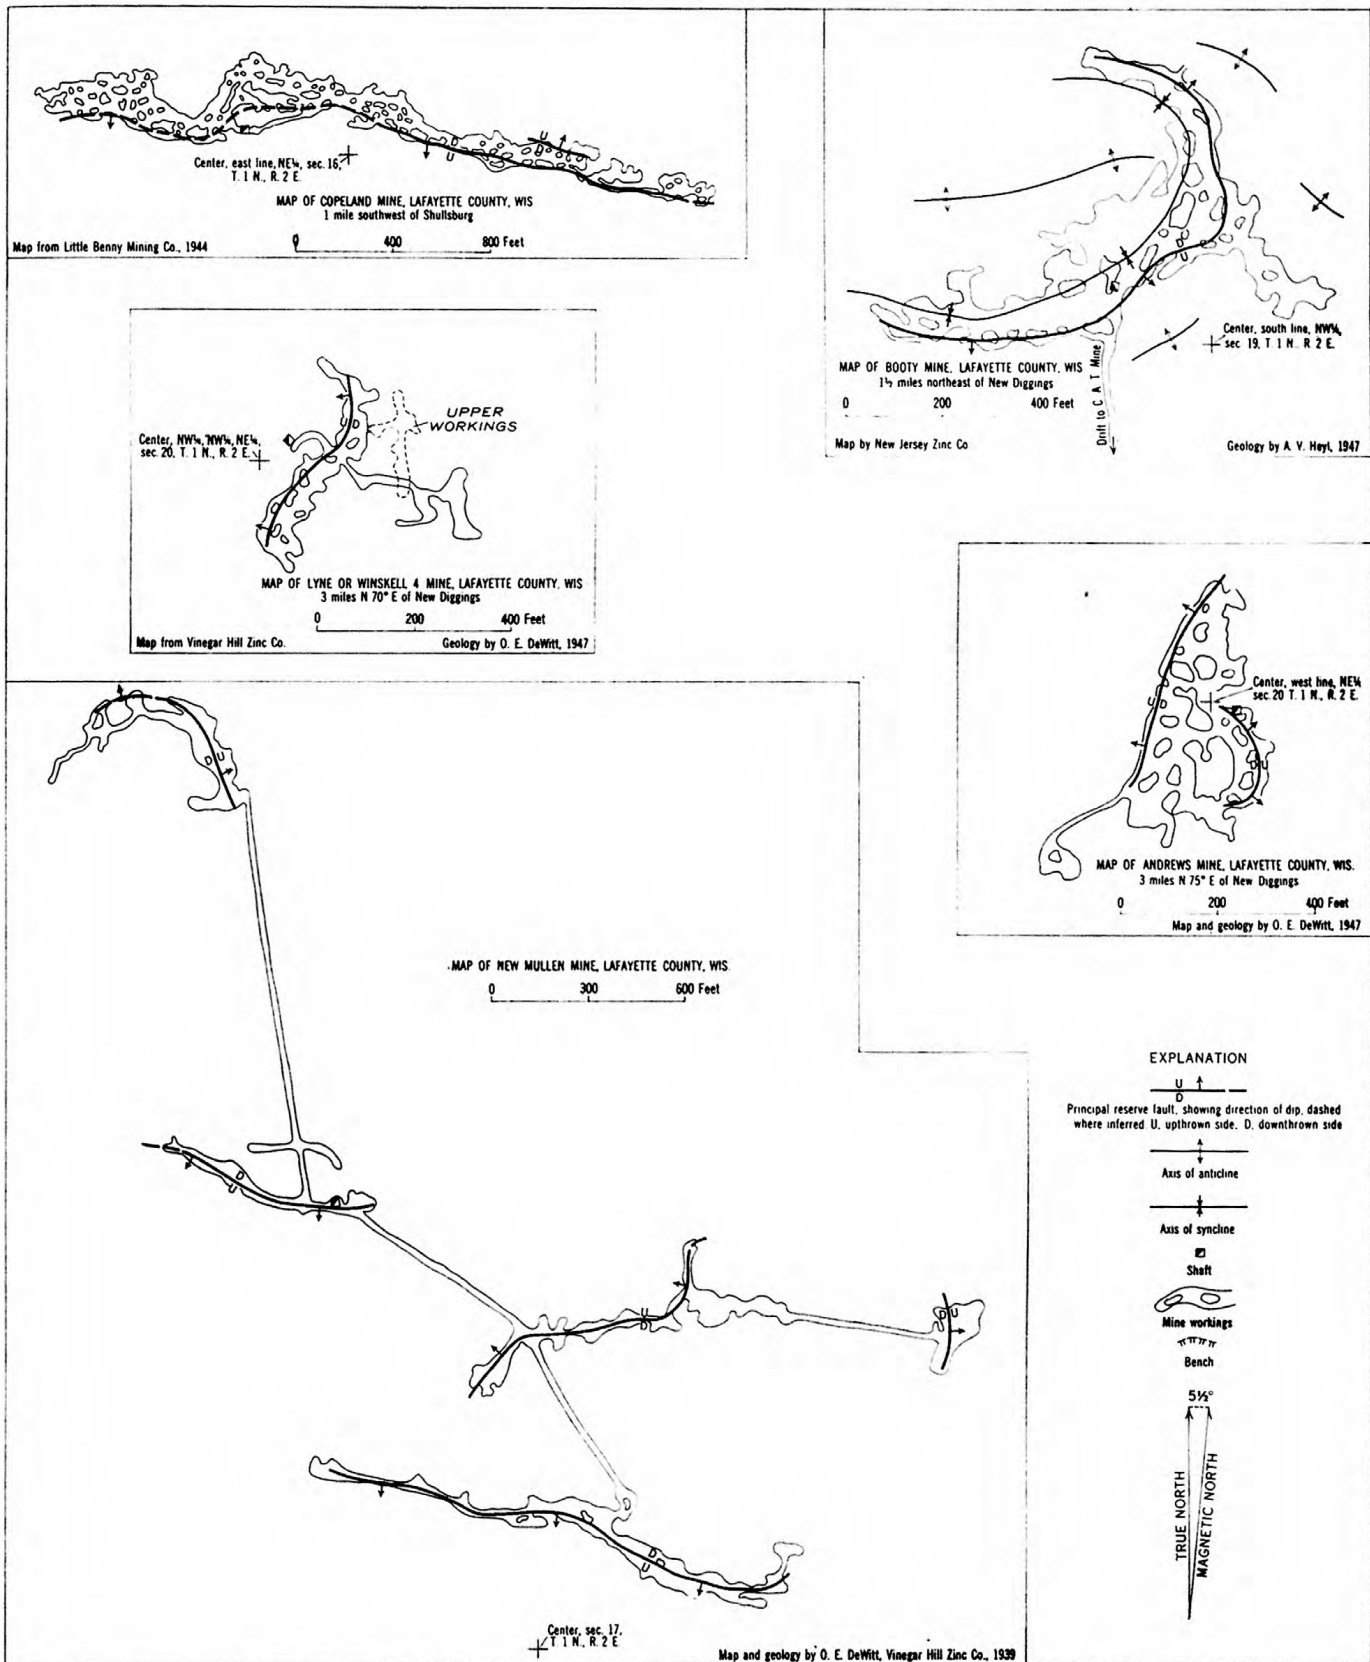 U
D
D
U
Center, east line, NE¼, sec. 16,
T. 1 N., R. 2 E.
MAP OF COPELAND MINE, LAFAYETTE COUNTY, WIS
1 mile southwest of Shullsburg
Map from Little Benny Mining Co., 1944
0 400 800 Feet
D
U
Center, south line, NW¼,
sec 19, T. 1 N. R 2 E.
MAP OF BOOTY MINE, LAFAYETTE COUNTY, WIS
1½ miles northeast of New Diggings
0 200 400 Feet
Drift to C A T Mine
Map by New Jersey Zinc Co
Geology by A. V. Heyl, 1947
UPPER
WORKINGS
Center, NW¼, NW¼, NE¼,
sec. 20, T. 1 N., R. 2 E.
MAP OF LYNE OR WINSKELL 4 MINE, LAFAYETTE COUNTY, WIS
3 miles N 70° E of New Diggings
0 200 400 Feet
Map from Vinegar Hill Zinc Co.
Geology by O. E. DeWitt, 1947
Center, west line, NE¼
sec. 20 T. 1 N., R. 2 E.
U D
D U
MAP OF ANDREWS MINE, LAFAYETTE COUNTY, WIS.
3 miles N 75° E of New Diggings
0 200 400 Feet
Map and geology by O. E. DeWitt, 1947
D U
MAP OF NEW MULLEN MINE, LAFAYETTE COUNTY, WIS
0 300 600 Feet
D
U
U
D
D U
D
U
Center, sec. 17,
T. 1 N., R. 2 E
Map and geology by O. E. DeWitt, Vinegar Hill Zinc Co., 1939
EXPLANATION
U
D
Principal reserve fault, showing direction of dip, dashed
where inferred U, upthrown side. D, downthrown side
Axis of anticline
Axis of syncline
Shaft
Mine workings
Bench
5½°
TRUE NORTH
MAGNETIC NORTH